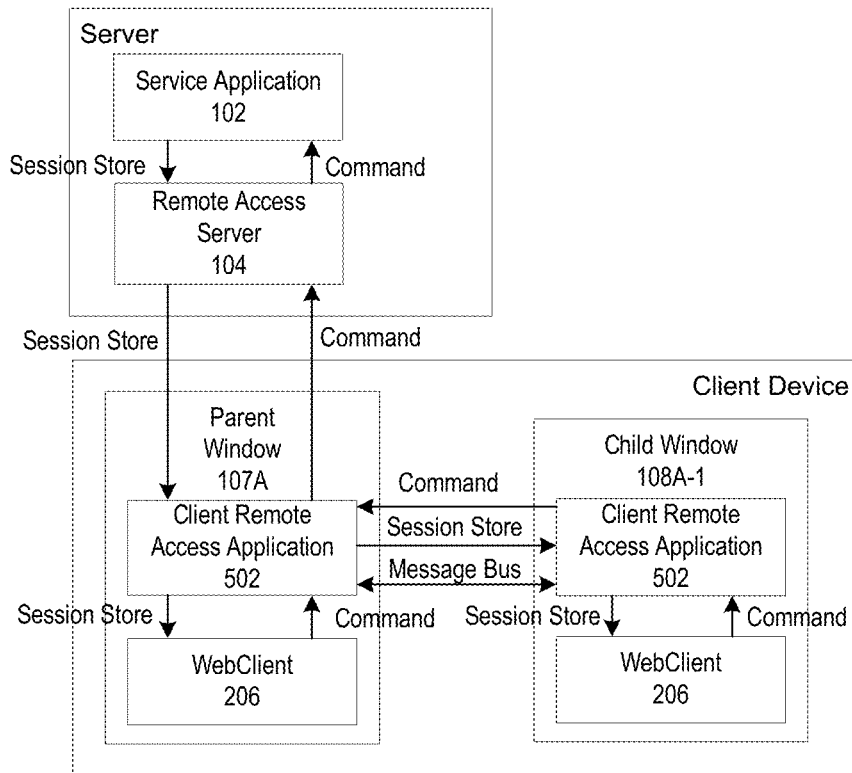 Server
Service Application
102
Session Store
Command
Remote Access
Server
104
Session Store
Command
Client Device
Parent
Window
107A
Child Window
108A-1
Command
Client Remote
Access Application
502
Session Store
Client Remote
Access Application
502
Message Bus
Session Store
Command
Session Store
Command
WebClient
206
WebClient
206